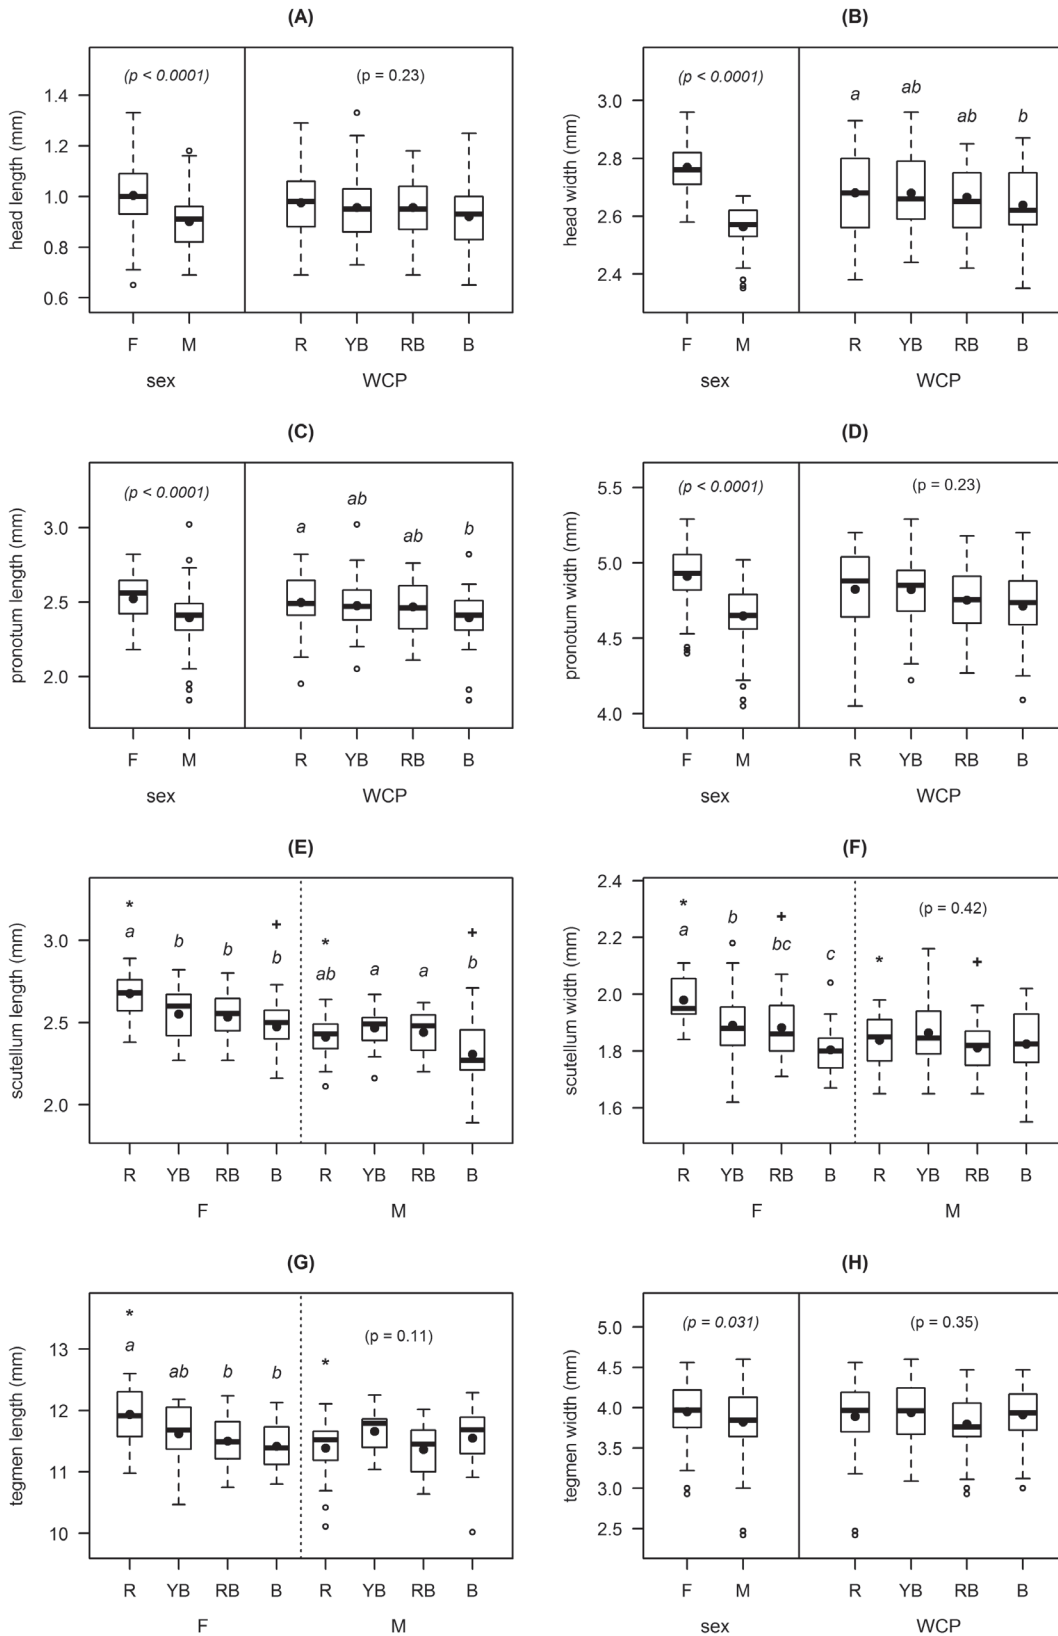 (A)
(p < 0.0001)
(p = 0.23)
head length (mm)
1.4
1.2
1.0
0.8
0.6
F M R YB RB B
sex WCP
(B)
(p < 0.0001)
a ab ab b
head width (mm)
3.0
2.8
2.6
2.4
F M R YB RB B
sex WCP
(C)
(p < 0.0001)
a ab ab b
pronotum length (mm)
3.0
2.5
2.0
F M R YB RB B
sex WCP
(D)
(p < 0.0001)
(p = 0.23)
pronotum width (mm)
5.5
5.0
4.5
4.0
F M R YB RB B
sex WCP
(E)
* + * +
a b b b ab a a b
scutellum length (mm)
3.0
2.5
2.0
R YB RB B R YB RB B
F M
(F)
(p = 0.42)
* + * +
a b bc c
scutellum width (mm)
2.4
2.2
2.0
1.8
1.6
R YB RB B R YB RB B
F M
(G)
(p = 0.11)
* *
a ab b b
tegmen length (mm)
13
12
11
10
R YB RB B R YB RB B
F M
(H)
(p = 0.031)
(p = 0.35)
tegmen width (mm)
5.0
4.5
4.0
3.5
3.0
2.5
F M R YB RB B
sex WCP